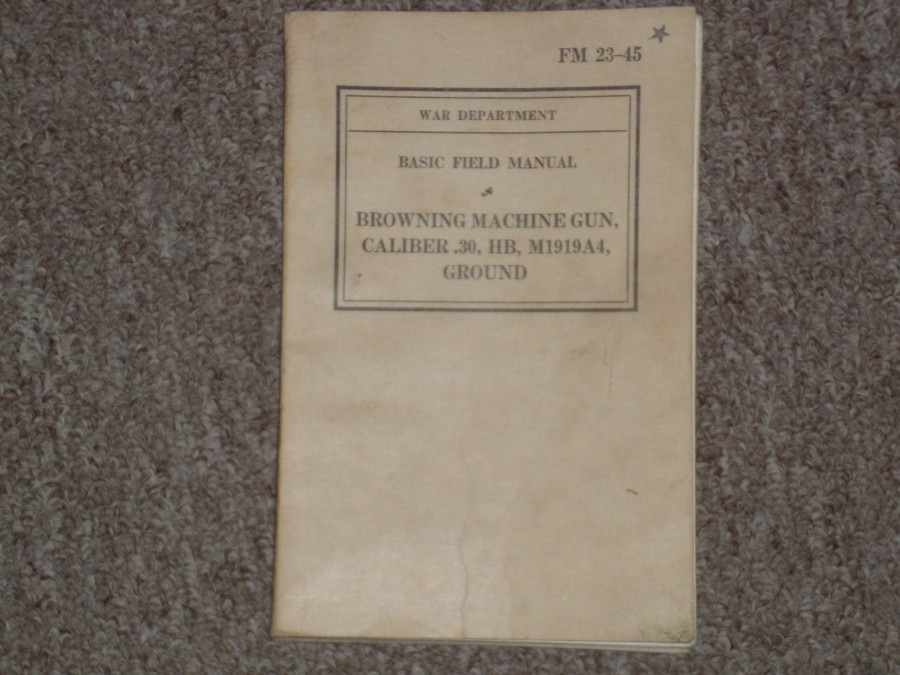 FM 23-45
WAR DEPARTMENT
BASIC FIELD MANUAL
BROWNING MACHINE GUN,
CALIBER .30, HB, M1919A4,
GROUND